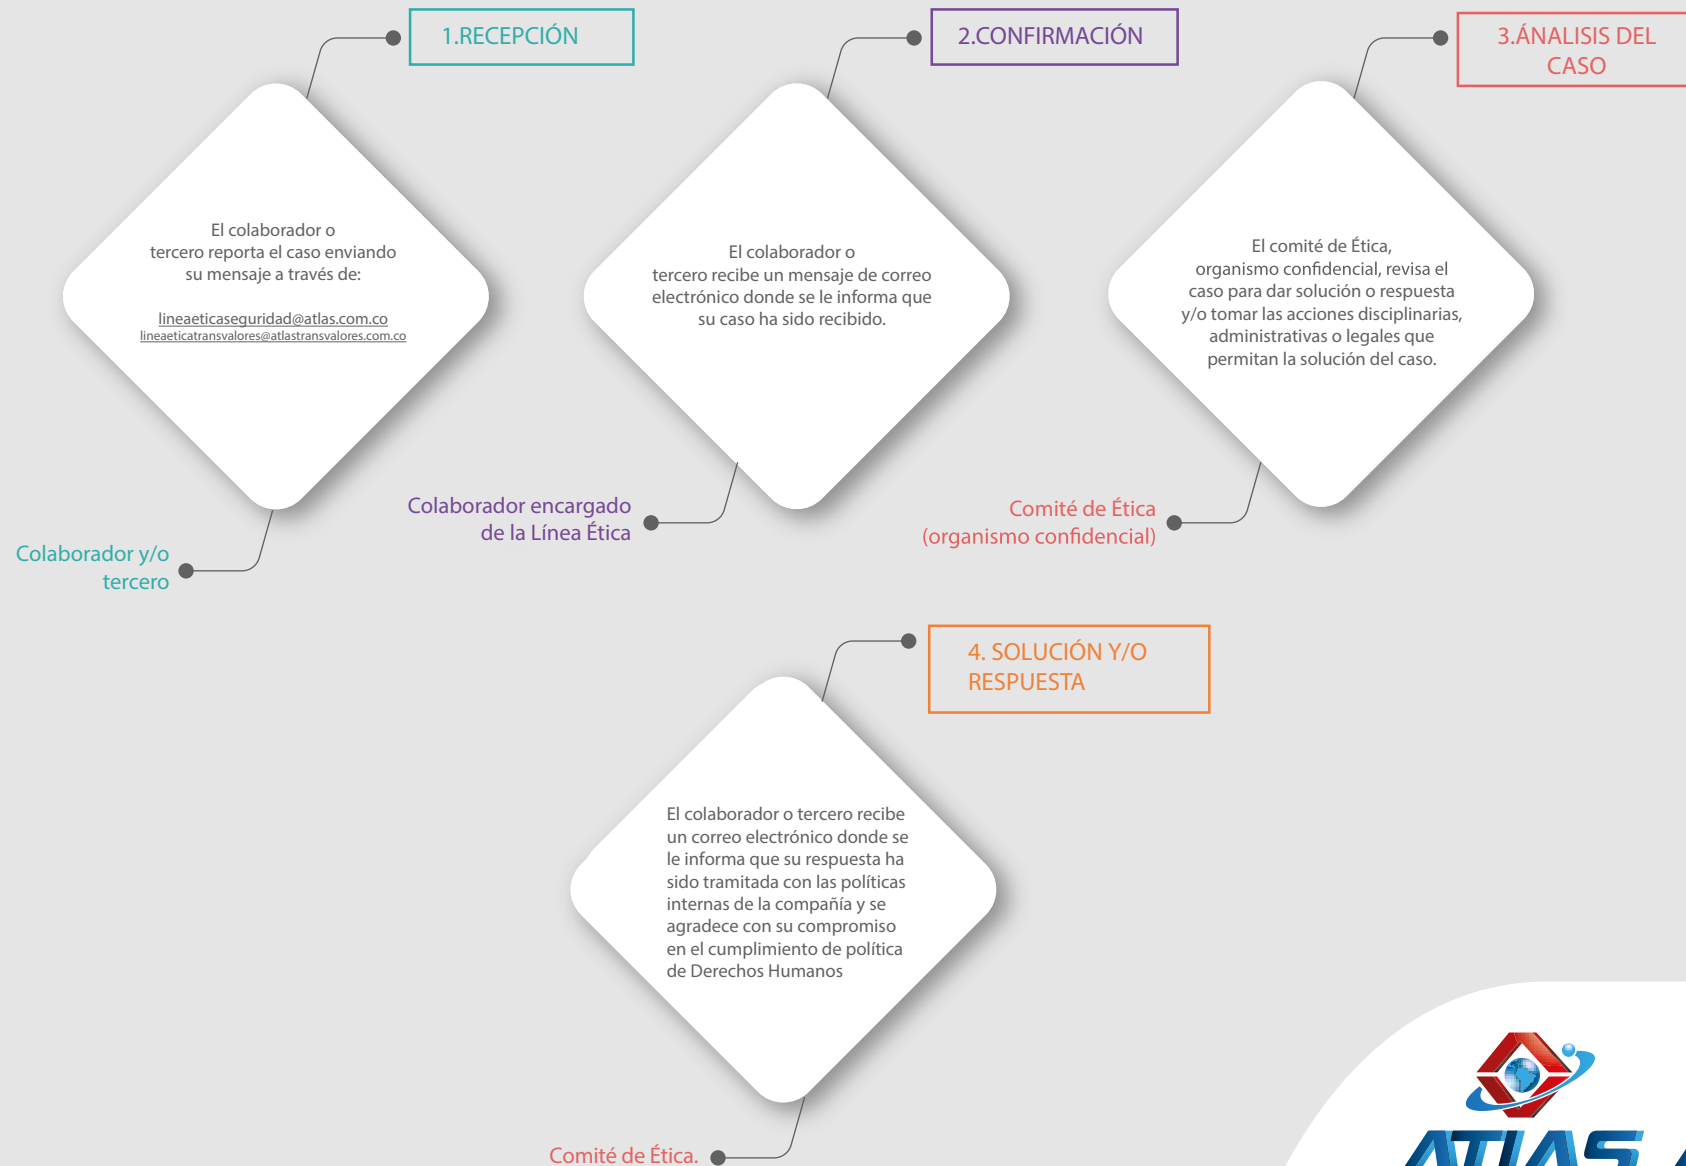 1.RECEPCIÓN
El colaborador o
tercero reporta el caso enviando
su mensaje a través de:
lineaeticaseguridad@atlas.com.co
lineaeticatransvalores@atlastransvalores.com.co
Colaborador y/o
tercero
2.CONFIRMACIÓN
El colaborador o
tercero recibe un mensaje de correo
electrónico donde se le informa que
su caso ha sido recibido.
Colaborador encargado
de la Línea Ética
3.ÁNALISIS DEL
CASO
El comité de Ética,
organismo confidencial, revisa el
caso para dar solución o respuesta
y/o tomar las acciones disciplinarias,
administrativas o legales que
permitan la solución del caso.
Comité de Ética
(organismo confidencial)
4. SOLUCIÓN Y/O
RESPUESTA
El colaborador o tercero recibe
un correo electrónico donde se
le informa que su respuesta ha
sido tramitada con las políticas
internas de la compañía y se
agradece con su compromiso
en el cumplimiento de política
de Derechos Humanos
Comité de Ética.
ATLAS